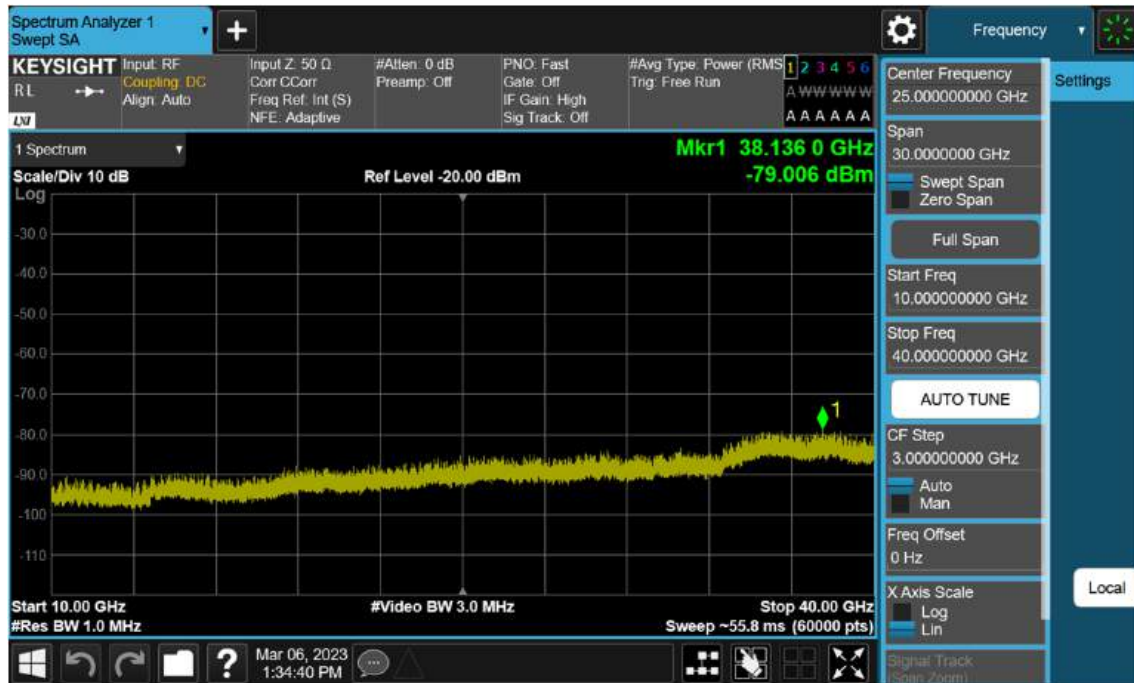 Spectrum Analyzer 1
Swept SA
Frequency
KEYSIGHT
RL
LXI
Input: RF
Coupling: DC
Align: Auto
Input Z: 50 Ω
Corr CCorr
Freq Ref: Int (S)
NFE: Adaptive
#Atten: 0 dB
Preamp: Off
PNO: Fast
Gate: Off
IF Gain: High
Sig Track: Off
#Avg Type: Power (RMS
Trig: Free Run
1 2 3 4 5 6
A W W W W W
A A A A A A
1 Spectrum
Scale/Div 10 dB
Ref Level -20.00 dBm
Mkr1 38.136 0 GHz
-79.006 dBm
Log
-30.0
-40.0
-50.0
-60.0
-70.0
-80.0
-90.0
-100
-110
1
Start 10.00 GHz
#Video BW 3.0 MHz
Stop 40.00 GHz
#Res BW 1.0 MHz
Sweep ~55.8 ms (60000 pts)
Mar 06, 2023
1:34:40 PM
?
Center Frequency
25.000000000 GHz
Span
30.0000000 GHz
Swept Span
Zero Span
Full Span
Start Freq
10.000000000 GHz
Stop Freq
40.000000000 GHz
AUTO TUNE
CF Step
3.000000000 GHz
Auto
Man
Freq Offset
0 Hz
X Axis Scale
Log
Lin
Signal Track
(Span Zoom)
Settings
Local